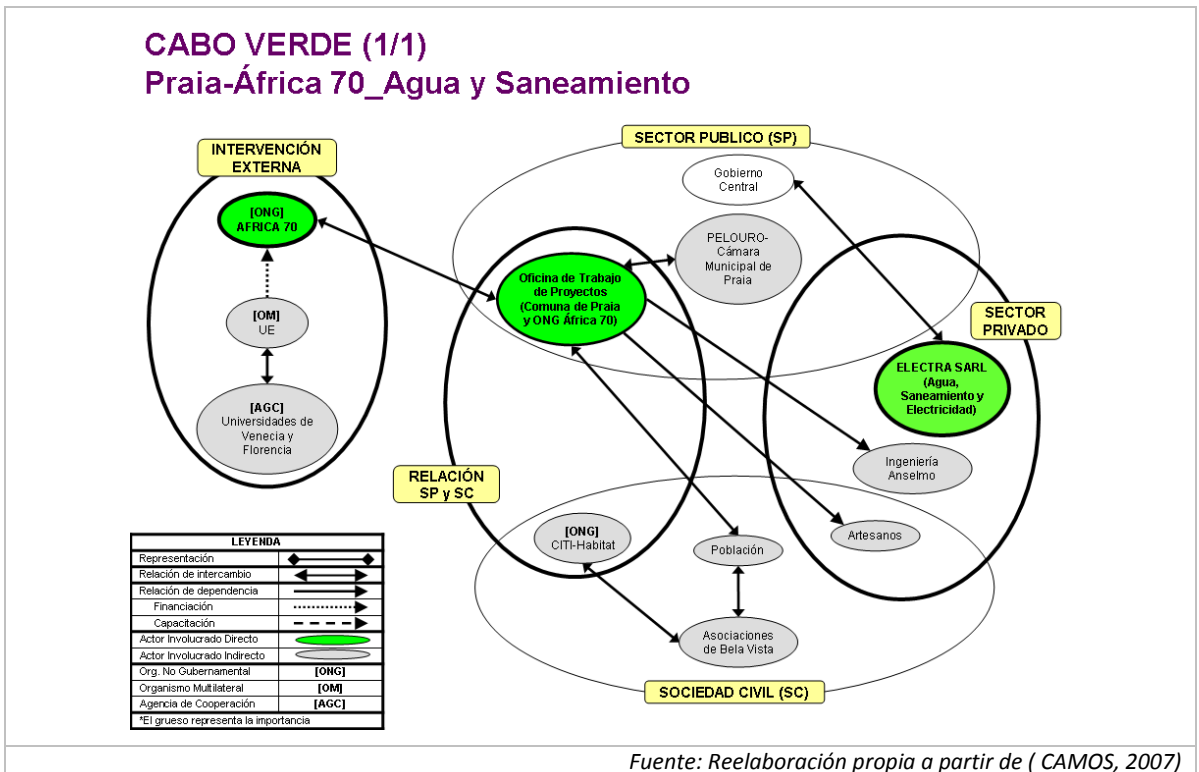 CABO VERDE (1/1)
Praia-África 70_Agua y Saneamiento
INTERVENCIÓN
EXTERNA
[ONG]
AFRICA 70
[OM]
UE
[AGC]
Universidades de
Venecia y
Florencia
SECTOR PUBLICO (SP)
Gobierno
Central
PELOURO-
Cámara
Municipal de
Praia
Oficina de Trabajo
de Proyectos
(Comuna de Praia
y ONG África 70)
SECTOR
PRIVADO
ELECTRA SARL
(Agua,
Saneamiento y
Electricidad)
Ingeniería
Anselmo
Artesanos
RELACIÓN
SP y SC
[ONG]
CITI-Habitat
Población
Asociaciones
de Bela Vista
SOCIEDAD CIVIL (SC)
LEYENDA
Representación
Relación de intercambio
Relación de dependencia
Financiación
Capacitación
Actor Involucrado Directo
Actor Involucrado Indirecto
Org. No Gubernamental [ONG]
Organismo Multilateral [OM]
Agencia de Cooperación [AGC]
*El grueso representa la importancia
Fuente: Reelaboración propia a partir de ( CAMOS, 2007)